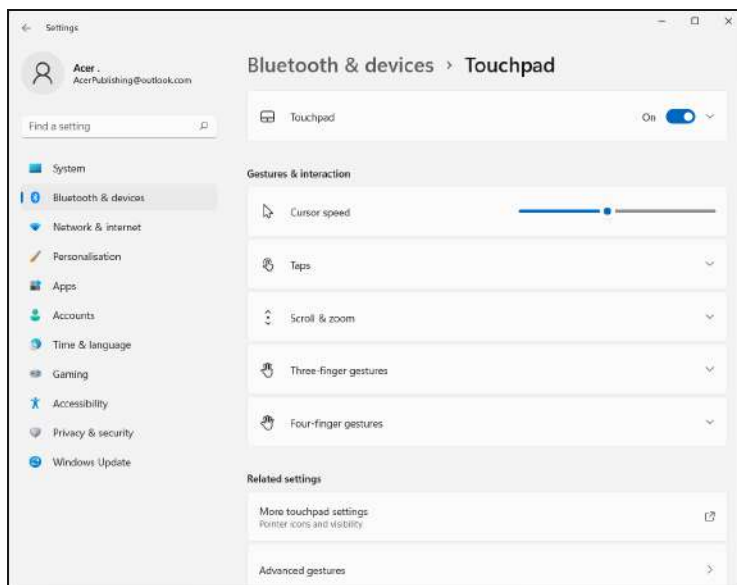 Settings
Acer .
AcerPublishing@outlook.com
Find a setting
System
Bluetooth & devices
Network & internet
Personalisation
Apps
Accounts
Time & language
Gaming
Accessibility
Privacy & security
Windows Update
Bluetooth & devices › Touchpad
Touchpad On
Gestures & interaction
Cursor speed
Taps
Scroll & zoom
Three-finger gestures
Four-finger gestures
Related settings
More touchpad settings
Pointer icons and visibility
Advanced gestures